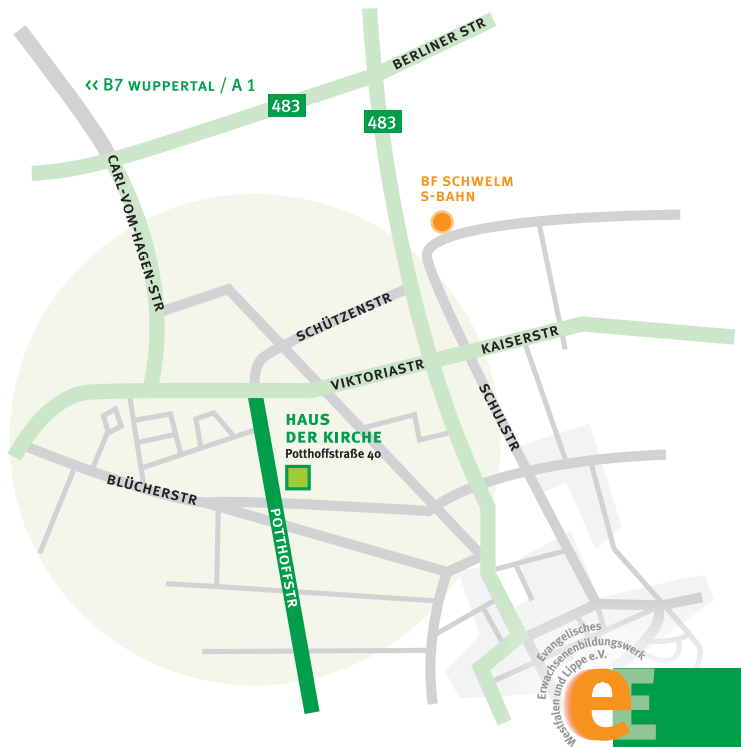 BERLINER STR
<< B7 WUPPERTAL / A 1
483
483
CARL-VOM-HAGEN-STR
BF SCHWELM
S-BAHN
SCHÜTZENSTR
KAISERSTR
VIKTORIASTR
SCHULSTR
HAUS
DER KIRCHE
Potthoffstraße 40
BLÜCHERSTR
POTTHOFFSTR
Evangelisches
Erwachsenenbildungswerk
Westfalen und Lippe e.V.
eE